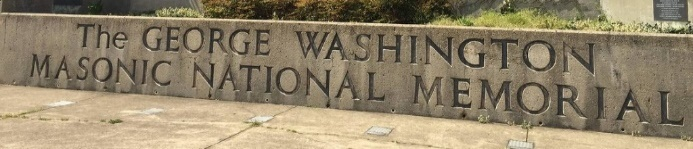 The GEORGE WASHINGTON
MASONIC NATIONAL MEMORIAL